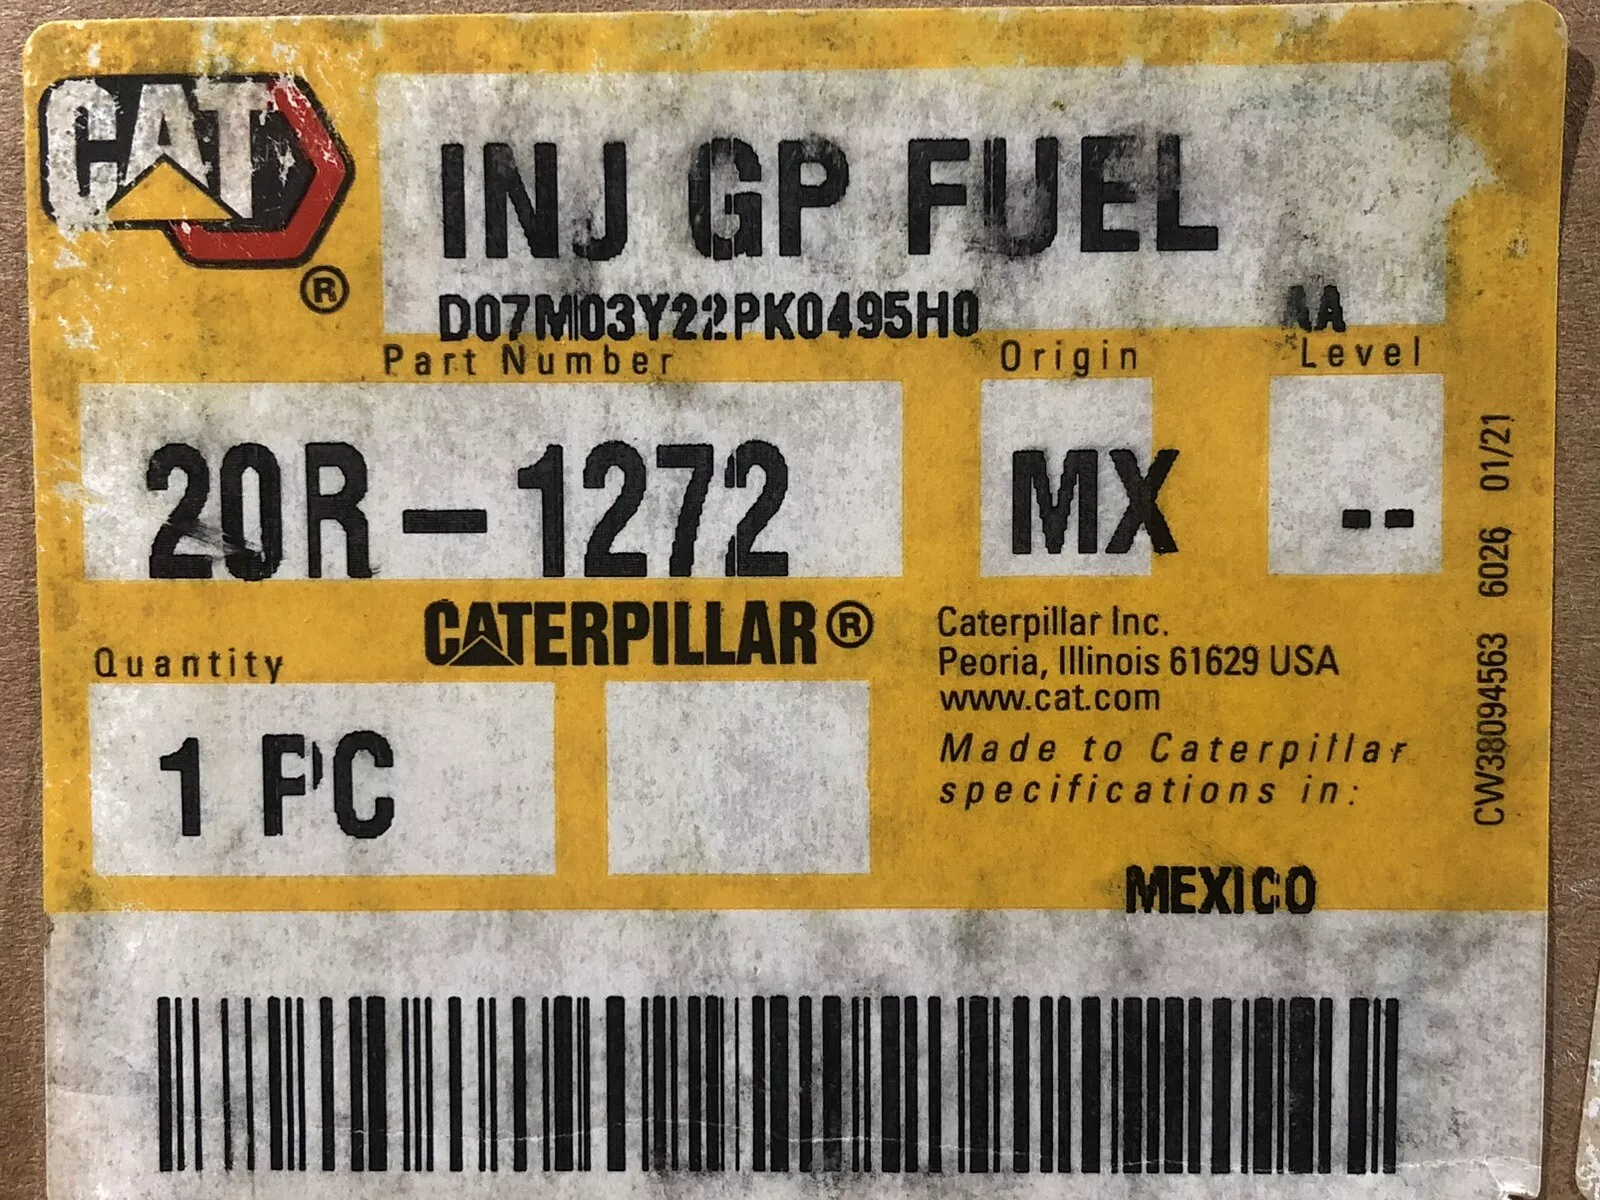 CAT
®
INJ GP FUEL
D07M03Y22PK0495H0 AA
Part Number Origin Level
20R-1272 MX --
CATERPILLAR®
Quantity
1 PC
Caterpillar Inc.
Peoria, Illinois 61629 USA
www.cat.com
Made to Caterpillar
specifications in:
MEXICO
CW38094563 6026 01/21